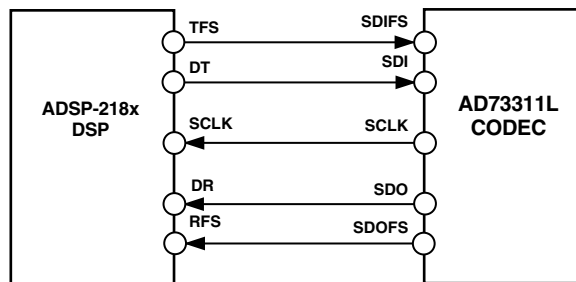 TFS SDIFS
DT SDI
ADSP-218x
DSP
AD73311L
CODEC
SCLK SCLK
DR SDO
RFS SDOFS